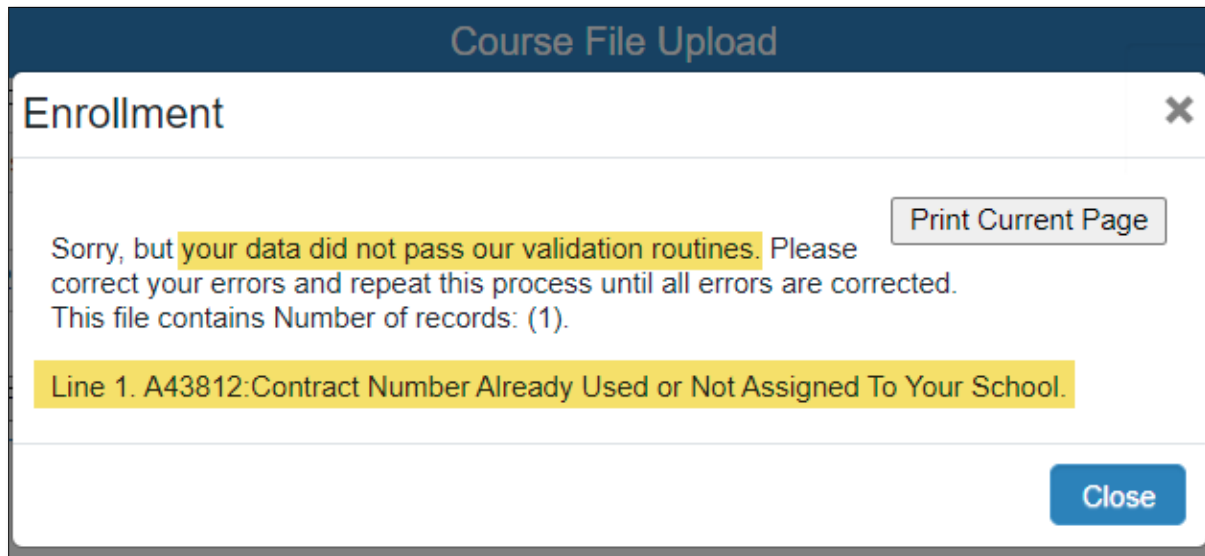 Course File Upload
Enrollment
Print Current Page
Sorry, but your data did not pass our validation routines. Please
correct your errors and repeat this process until all errors are corrected.
This file contains Number of records: (1).
Line 1. A43812:Contract Number Already Used or Not Assigned To Your School.
Close